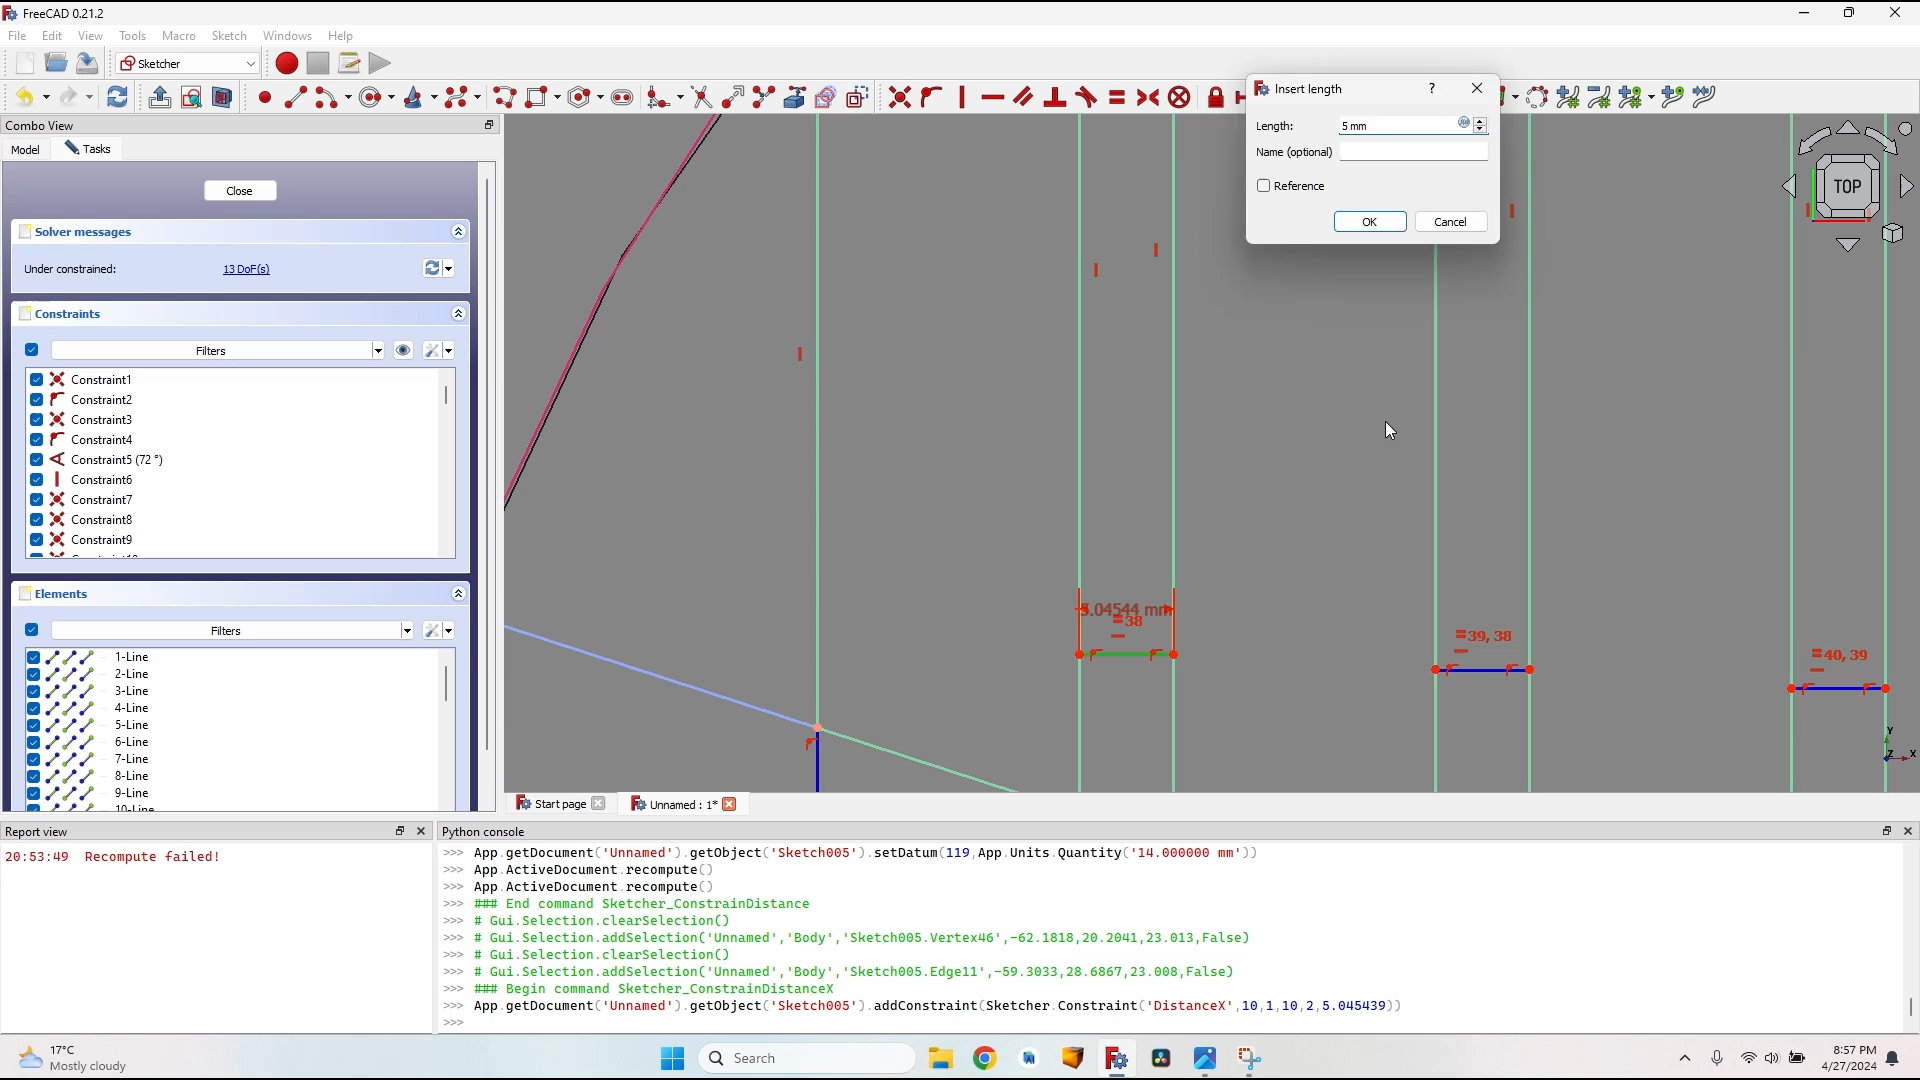 FreeCAD 0.21.2
File Edit View Tools Macro Sketch Windows Help
Sketcher
Combo View
Model Tasks
Close
Solver messages
Under constrained: 13 DoF(s)
Constraints
Filters
Constraint1
Constraint2
Constraint3
Constraint4
Constraint5 (72 °)
Constraint6
Constraint7
Constraint8
Constraint9
Elements
Filters
1-Line
2-Line
3-Line
4-Line
5-Line
6-Line
7-Line
8-Line
9-Line
10-Line
Insert length
?
Length: 5 mm
Name (optional)
Reference
OK Cancel
TOP
5.04544 mm
=38
=39, 38
=40, 39
Y
Z X
Start page
Unnamed : 1*
Report view
20:53:49 Recompute failed!
Python console
>>> App.getDocument('Unnamed').getObject('Sketch005').setDatum(119,App.Units.Quantity('14.000000 mm'))
>>> App.ActiveDocument.recompute()
>>> App.ActiveDocument.recompute()
>>> ### End command Sketcher_ConstrainDistance
>>> # Gui.Selection.clearSelection()
>>> # Gui.Selection.addSelection('Unnamed','Body','Sketch005.Vertex46',-62.1818,20.2041,23.013,False)
>>> # Gui.Selection.clearSelection()
>>> # Gui.Selection.addSelection('Unnamed','Body','Sketch005.Edge11',-59.3033,28.6867,23.008,False)
>>> ### Begin command Sketcher_ConstrainDistanceX
>>> App.getDocument('Unnamed').getObject('Sketch005').addConstraint(Sketcher.Constraint('DistanceX',10,1,10,2,5.045439))
>>>
17°C
Mostly cloudy
Search
8:57 PM
4/27/2024